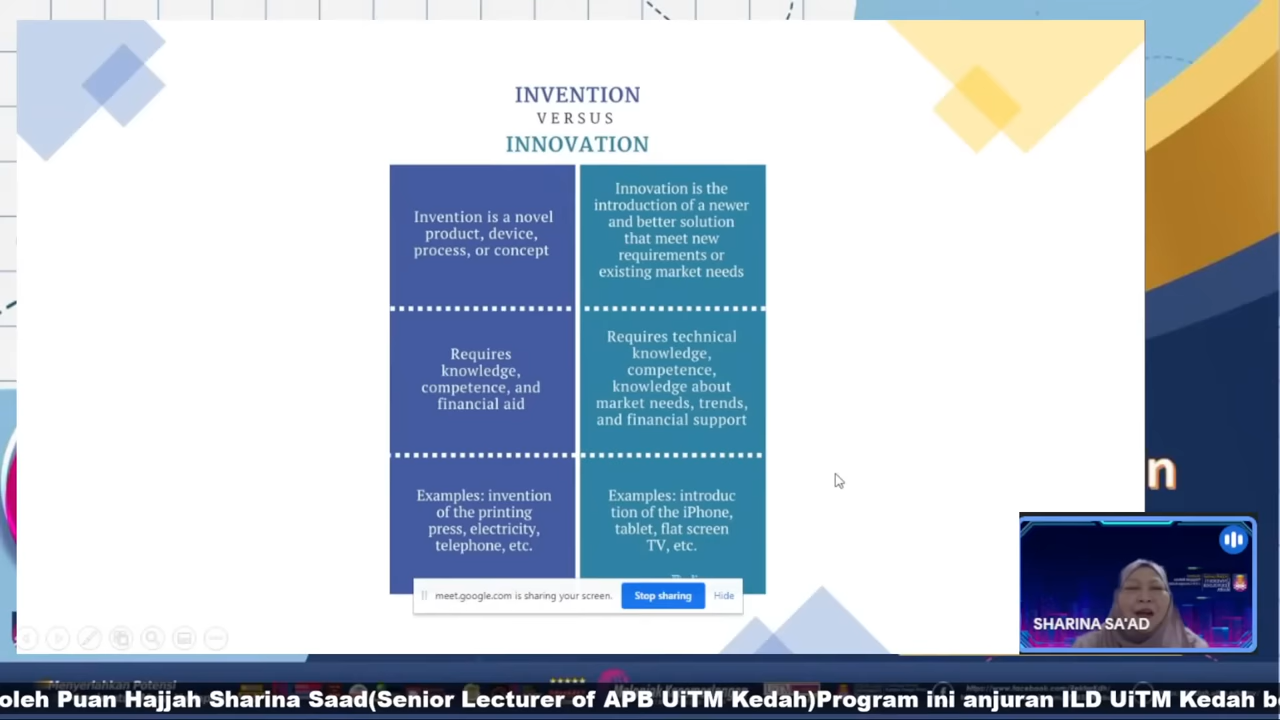 INVENTION
VERSUS
INNOVATION
Invention is a novel
product, device,
process, or concept
Innovation is the
introduction of a newer
and better solution
that meet new
requirements or
existing market needs
Requires
knowledge,
competence, and
financial aid
Requires technical
knowledge,
competence,
knowledge about
market needs, trends,
and financial support
Examples: invention
of the printing
press, electricity,
telephone, etc.
Examples: introduc
tion of the iPhone,
tablet, flat screen
TV, etc.
meet.google.com is sharing your screen.
Stop sharing
Hide
n
SHARINA SA'AD
Menyerlahkan Potensi
oleh Puan Hajjah Sharina Saad(Senior Lecturer of APB UiTM Kedah)Program ini anjuran ILD UiTM Kedah b